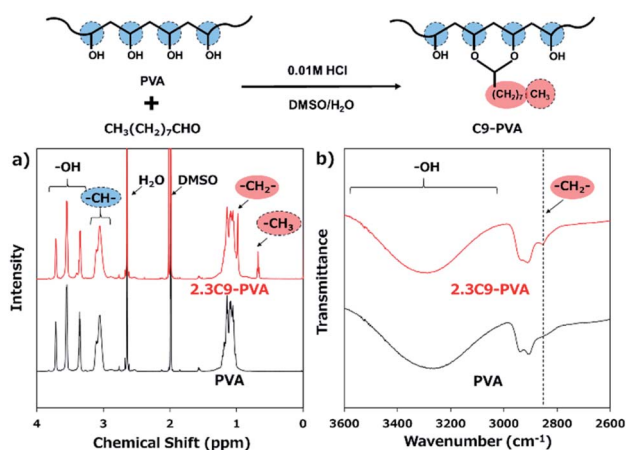 OH OH OH OH
PVA
+
CH₃(CH₂)₇CHO
0.01M HCl
DMSO/H₂O
OH O O OH
(CH₂)₇ CH₃
C9-PVA
a)
-OH
-CH-
H₂O
DMSO
-CH₂-
-CH₃
2.3C9-PVA
PVA
Intensity
4 3 2 1 0
Chemical Shift (ppm)
b)
-OH
-CH₂-
2.3C9-PVA
PVA
Transmittance
3600 3400 3200 3000 2800 2600
Wavenumber (cm⁻¹)